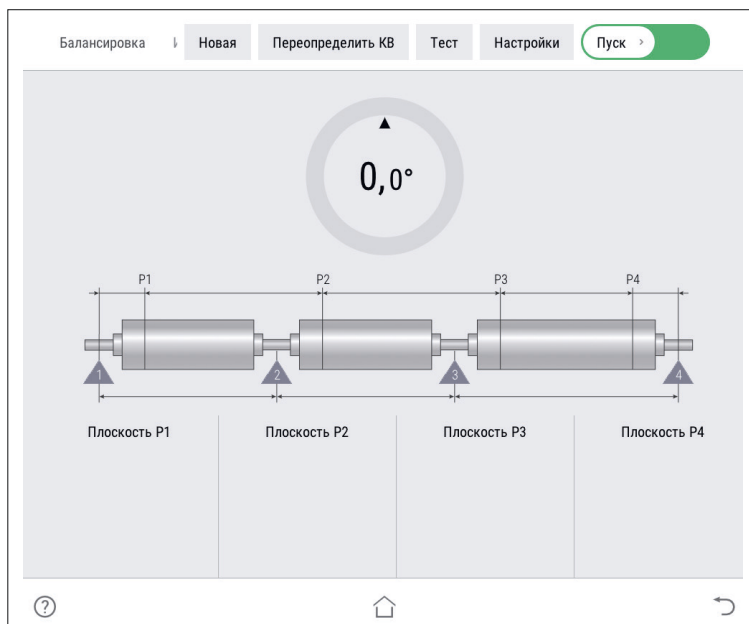 Балансировка
Новая
Переопределить КВ
Тест
Настройки
Пуск >
0,0°
P1 P2 P3 P4
1 2 3 4
Плоскость P1 Плоскость P2 Плоскость P3 Плоскость P4
?